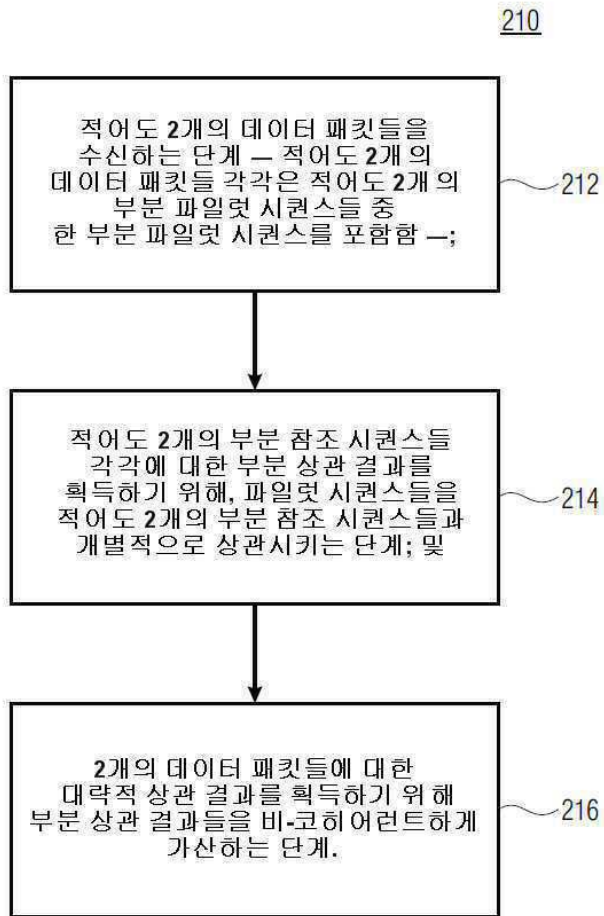 210
적어도 2개의 데이터 패킷들을
수신하는 단계 — 적어도 2개의
데이터 패킷들 각각은 적어도 2개의
부분 파일럿 시퀀스들 중
한 부분 파일럿 시퀀스를 포함함 —;
212
적어도 2개의 부분 참조 시퀀스들
각각에 대한 부분 상관 결과를
획득하기 위해, 파일럿 시퀀스들을
적어도 2개의 부분 참조 시퀀스들과
개별적으로 상관시키는 단계; 및
214
2개의 데이터 패킷들에 대한
대략적 상관 결과를 획득하기 위해
부분 상관 결과들을 비-코히어런트하게
가산하는 단계.
216